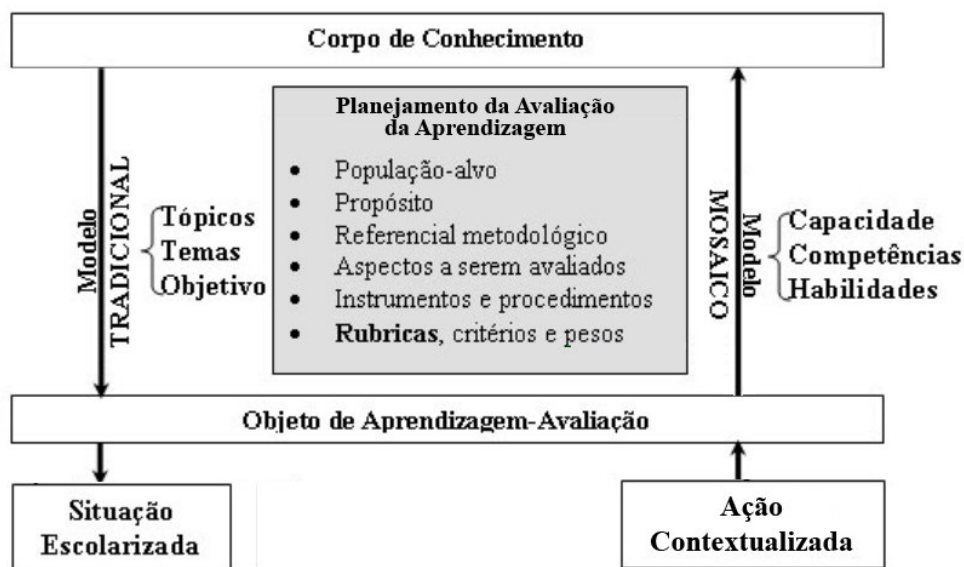 Corpo de Conhecimento
Modelo
TRADICIONAL
Tópicos
Temas
Objetivo
Planejamento da Avaliação
da Aprendizagem
• População-alvo
• Propósito
• Referencial metodológico
• Aspectos a serem avaliados
• Instrumentos e procedimentos
• Rubricas, critérios e pesos
Modelo
MOSAICO
Capacidade
Competências
Habilidades
Objeto de Aprendizagem-Avaliação
Situação
Escolarizada
Ação
Contextualizada